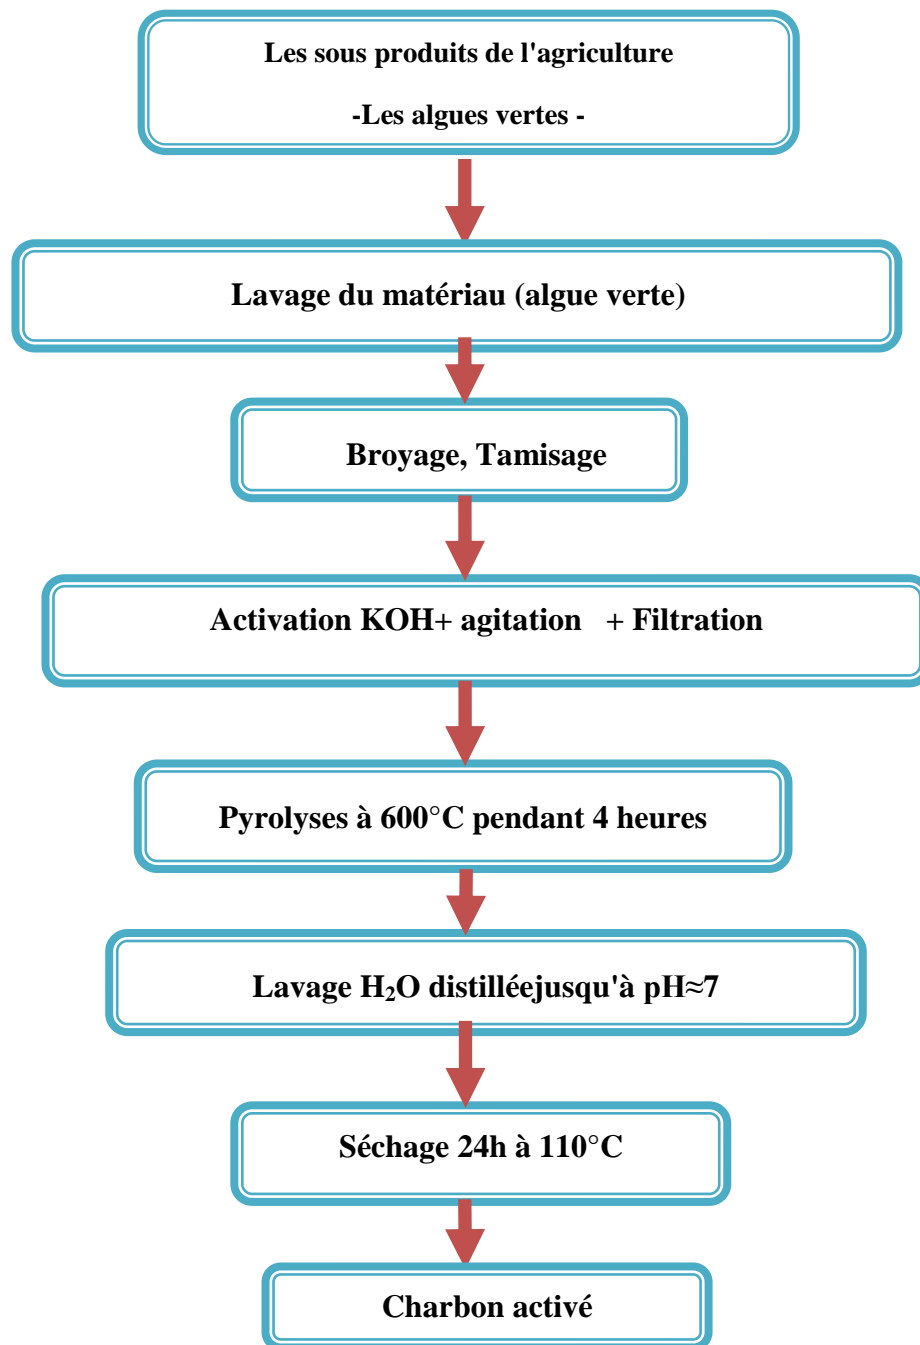 Les sous produits de l'agriculture
-Les algues vertes -
Lavage du matériau (algue verte)
Broyage, Tamisage
Activation KOH+ agitation + Filtration
Pyrolyses à 600°C pendant 4 heures
Lavage H₂O distilléejusqu'à pH≈7
Séchage 24h à 110°C
Charbon activé